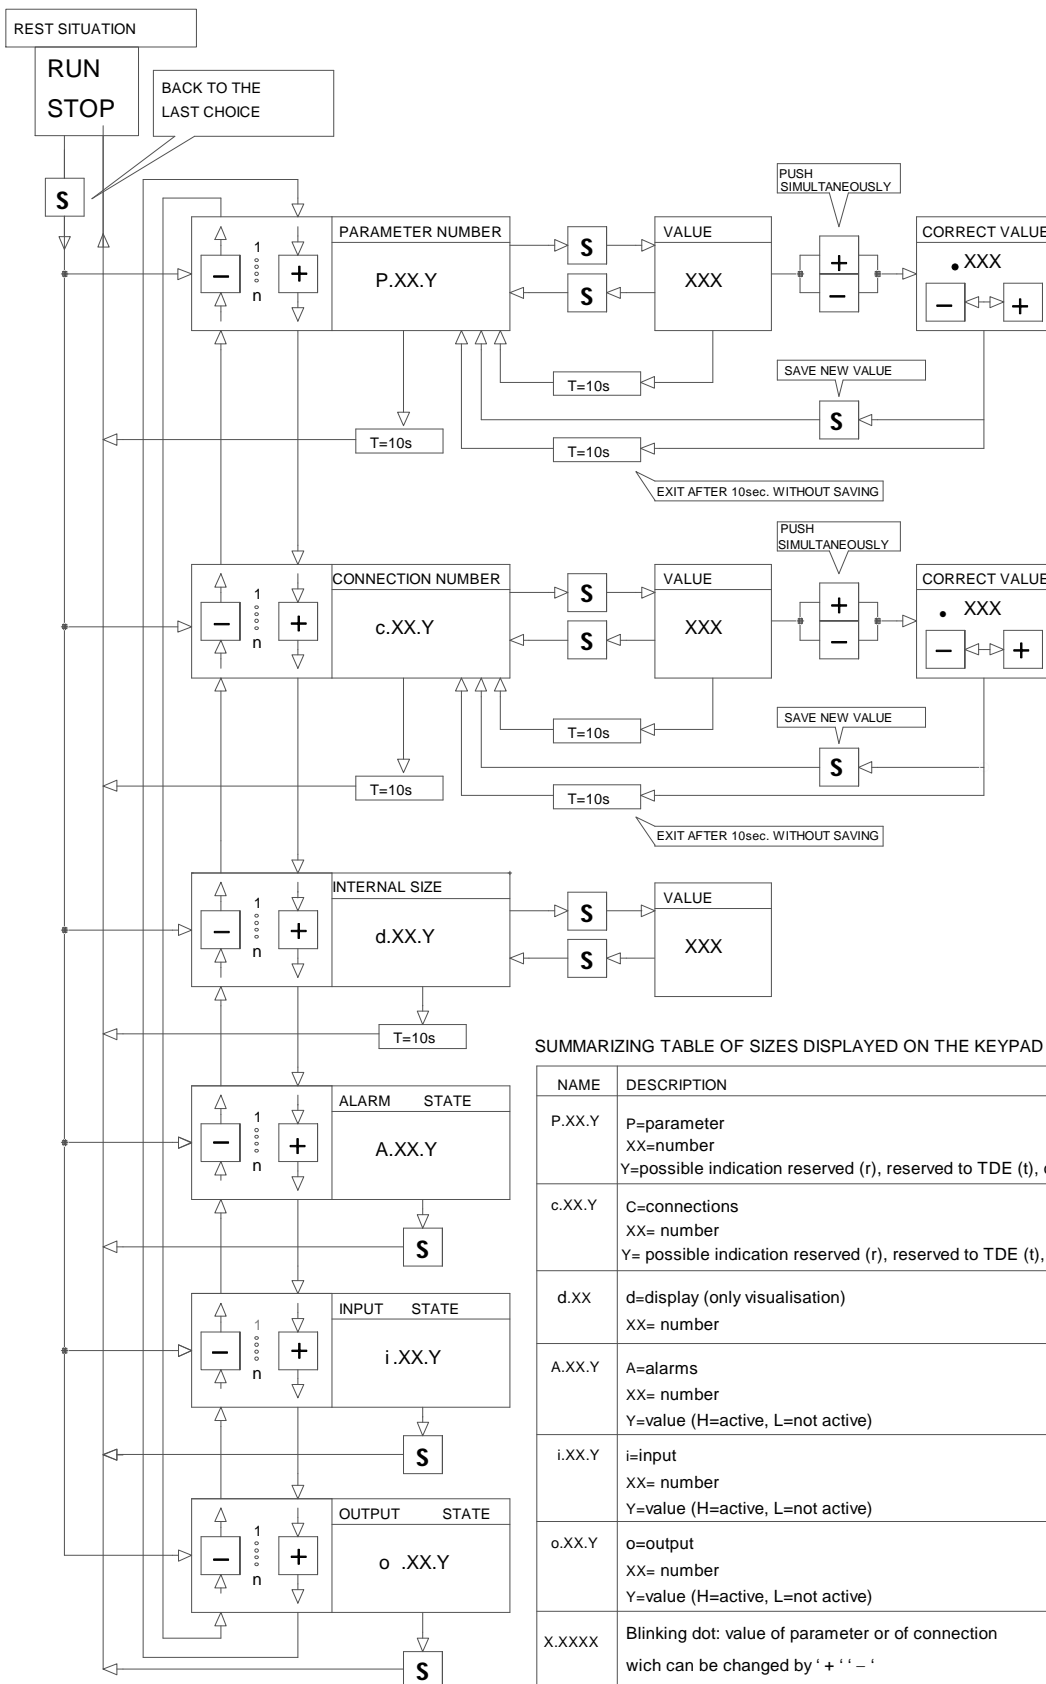 REST SITUATION
RUN
STOP
BACK TO THE
LAST CHOICE
S
PUSH
SIMULTANEOUSLY
1
n
−
+
PARAMETER NUMBER
P.XX.Y
S
S
VALUE
XXX
+
−
CORRECT VALUE
XXX
−
+
T=10s
SAVE NEW VALUE
S
T=10s
T=10s
EXIT AFTER 10sec. WITHOUT SAVING
PUSH
SIMULTANEOUSLY
1
n
−
+
CONNECTION NUMBER
c.XX.Y
S
S
VALUE
XXX
+
−
CORRECT VALUE
. XXX
−
+
SAVE NEW VALUE
T=10s
S
T=10s
T=10s
EXIT AFTER 10sec. WITHOUT SAVING
1
n
−
+
INTERNAL SIZE
d.XX.Y
S
S
VALUE
XXX
T=10s
1
n
−
+
ALARM STATE
A.XX.Y
S
1
n
−
+
INPUT STATE
i.XX.Y
S
1
n
−
+
OUTPUT STATE
o .XX.Y
S
SUMMARIZING TABLE OF SIZES DISPLAYED ON THE KEYPAD
NAME DESCRIPTION
P.XX.Y P=parameter
XX=number
Y=possible indication reserved (r), reserved to TDE (t),
c.XX.Y C=connections
XX= number
Y= possible indication reserved (r), reserved to TDE (t),
d.XX d=display (only visualisation)
XX= number
A.XX.Y A=alarms
XX= number
Y=value (H=active, L=not active)
i.XX.Y i=input
XX= number
Y=value (H=active, L=not active)
o.XX.Y o=output
XX= number
Y=value (H=active, L=not active)
X.XXXX Blinking dot: value of parameter or of connection
wich can be changed by ‘ + ‘ ‘ − ‘